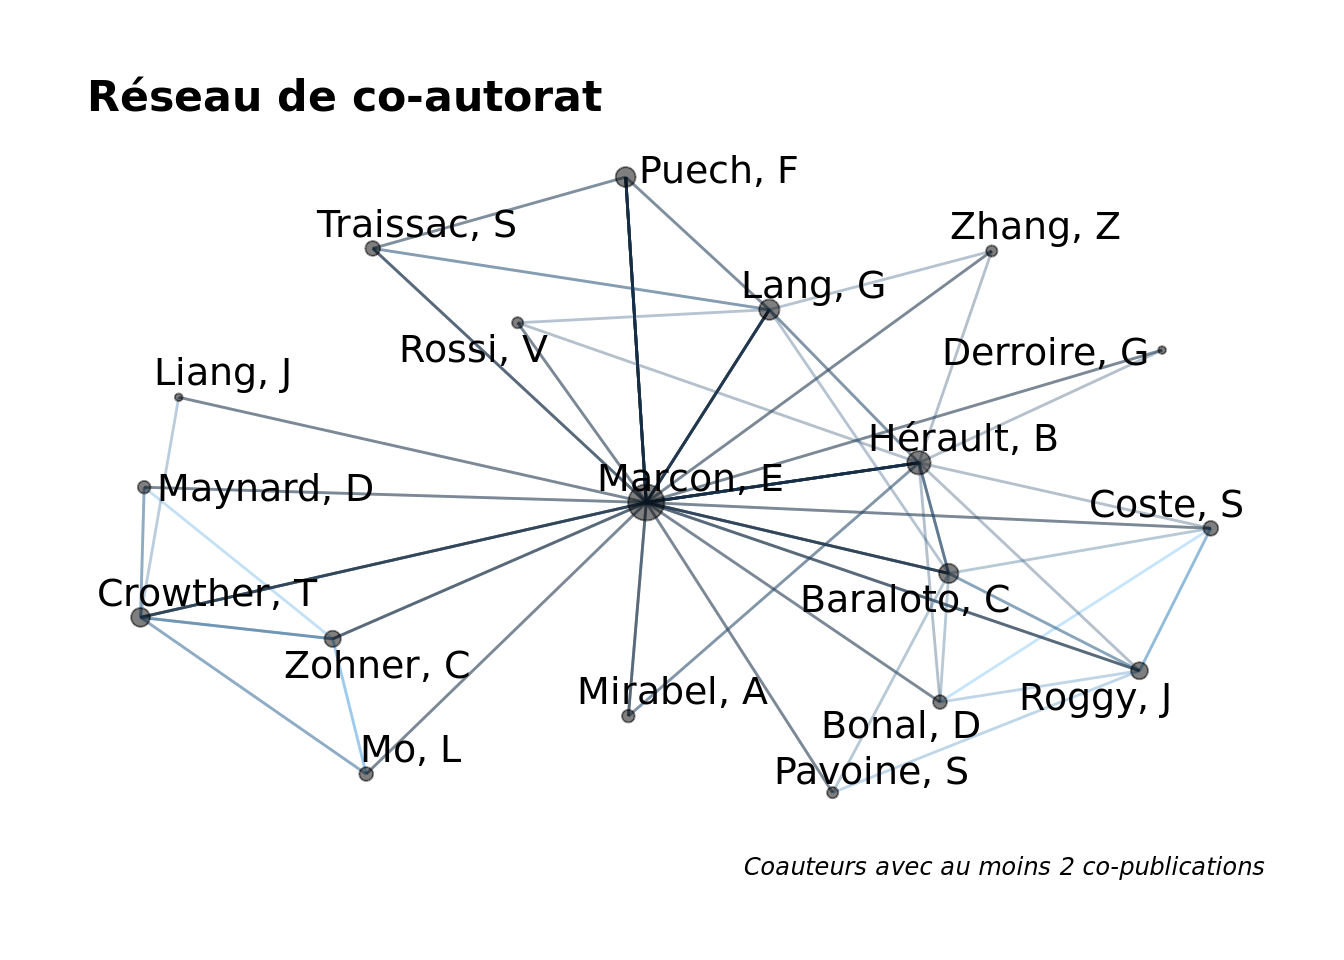 Réseau de co-autorat
Puech, F
Traissac, S
Zhang, Z
Lang, G
Rossi, V
Derroire, G
Liang, J
Hérault, B
Marcon, E
Maynard, D
Coste, S
Crowther, T
Baraloto, C
Zohner, C
Mirabel, A
Roggy, J
Bonal, D
Mo, L
Pavoine, S
Coauteurs avec au moins 2 co-publications